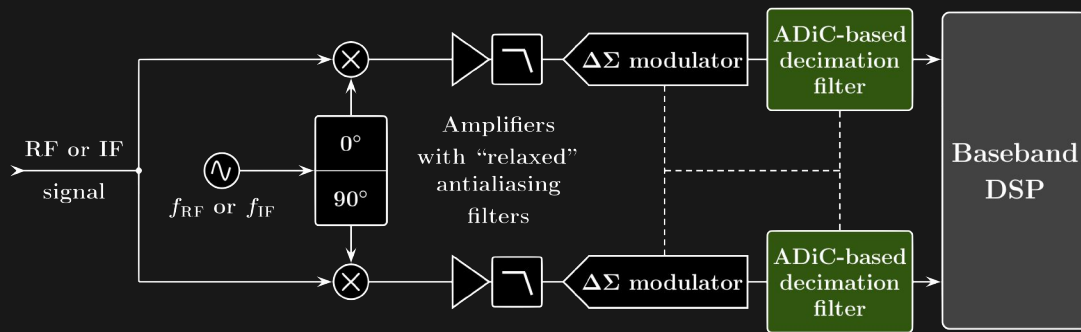 ADiC-based
decimation
filter
ΔΣ modulator
RF or IF
signal
f_RF or f_IF
0°
90°
Amplifiers
with “relaxed”
antialiasing
filters
Baseband
DSP
ΔΣ modulator
ADiC-based
decimation
filter